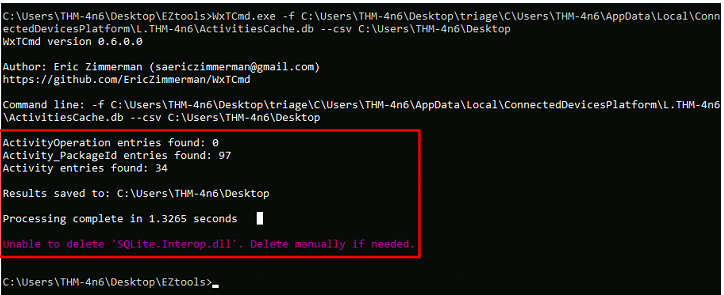 C:\Users\THM-4n6\Desktop\EZtools>WxTCmd.exe -f C:\Users\THM-4n6\Desktop\triage\C\Users\THM-4n6\AppData\Local\Conn
ectedDevicesPlatform\L.THM-4n6\ActivitiesCache.db --csv C:\Users\THM-4n6\Desktop
WxTCmd version 0.6.0.0
Author: Eric Zimmerman (saericzimmerman@gmail.com)
https://github.com/EricZimmerman/WxTCmd
Command line: -f C:\Users\THM-4n6\Desktop\triage\C\Users\THM-4n6\AppData\Local\ConnectedDevicesPlatform\L.THM-4n6
\ActivitiesCache.db --csv C:\Users\THM-4n6\Desktop
ActivityOperation entries found: 0
Activity_PackageId entries found: 97
Activity entries found: 34
Results saved to: C:\Users\THM-4n6\Desktop
Processing complete in 1.3265 seconds
Unable to delete 'SQLite.Interop.dll'. Delete manually if needed.
C:\Users\THM-4n6\Desktop\EZtools>